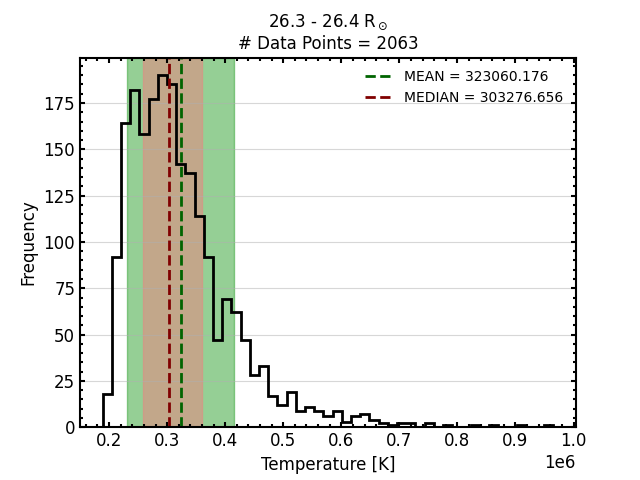 26.3 - 26.4 R⊙
# Data Points = 2063
MEAN = 323060.176
MEDIAN = 303276.656
Frequency
175
150
125
100
75
50
25
0
0.2 0.3 0.4 0.5 0.6 0.7 0.8 0.9 1.0
1e6
Temperature [K]